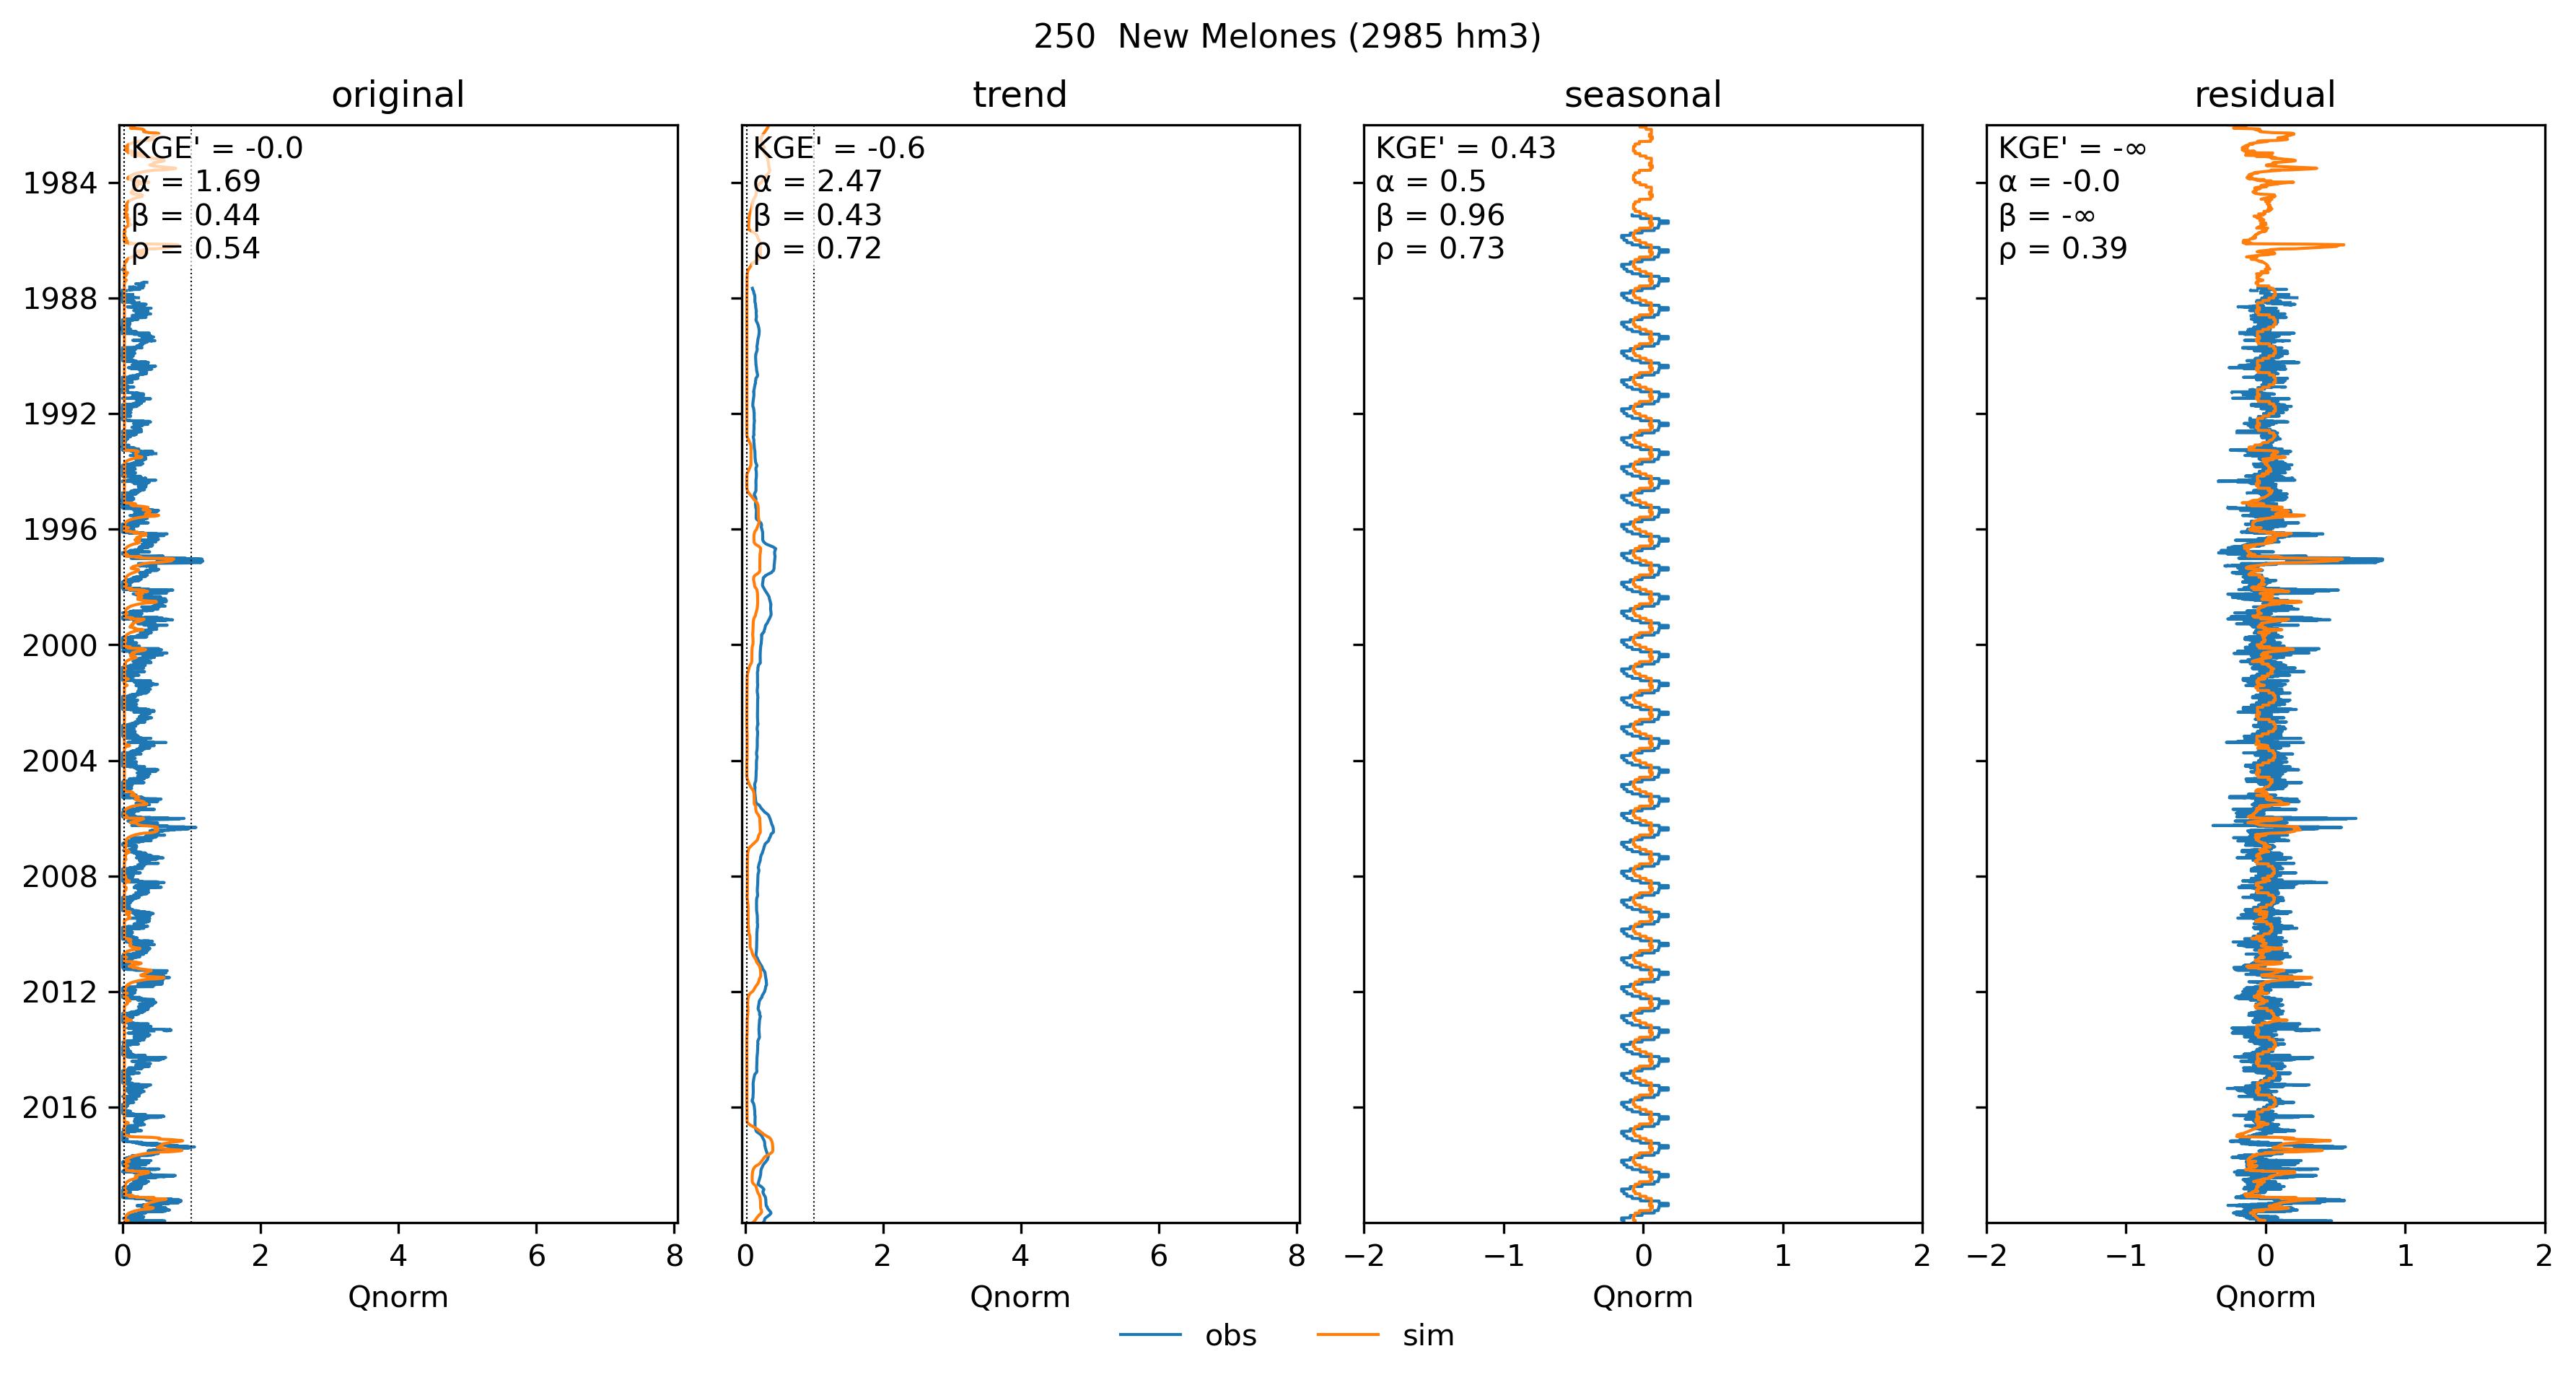 250  New Melones (2985 hm3)
original
trend
seasonal
residual
KGE' = -0.0
α = 1.69
β = 0.44
ρ = 0.54
KGE' = -0.6
α = 2.47
β = 0.43
ρ = 0.72
KGE' = 0.43
α = 0.5
β = 0.96
ρ = 0.73
KGE' = -∞
α = -0.0
β = -∞
ρ = 0.39
1984
1988
1992
1996
2000
2004
2008
2012
2016
0 2 4 6 8
0 2 4 6 8
−2 −1 0 1 2
−2 −1 0 1 2
Qnorm
Qnorm
Qnorm
Qnorm
obs
sim